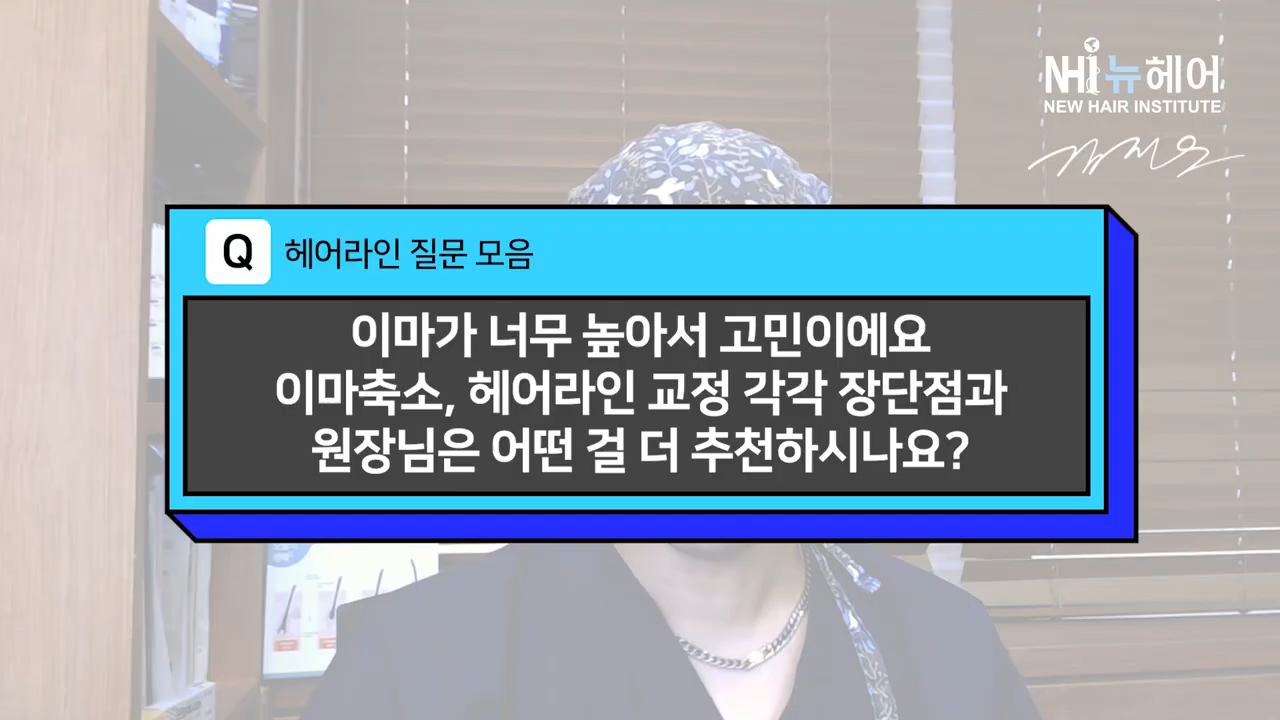 NHI 뉴헤어
NEW HAIR INSTITUTE
Q 헤어라인 질문 모음
이마가 너무 높아서 고민이에요
이마축소, 헤어라인 교정 각각 장단점과
원장님은 어떤 걸 더 추천하시나요?